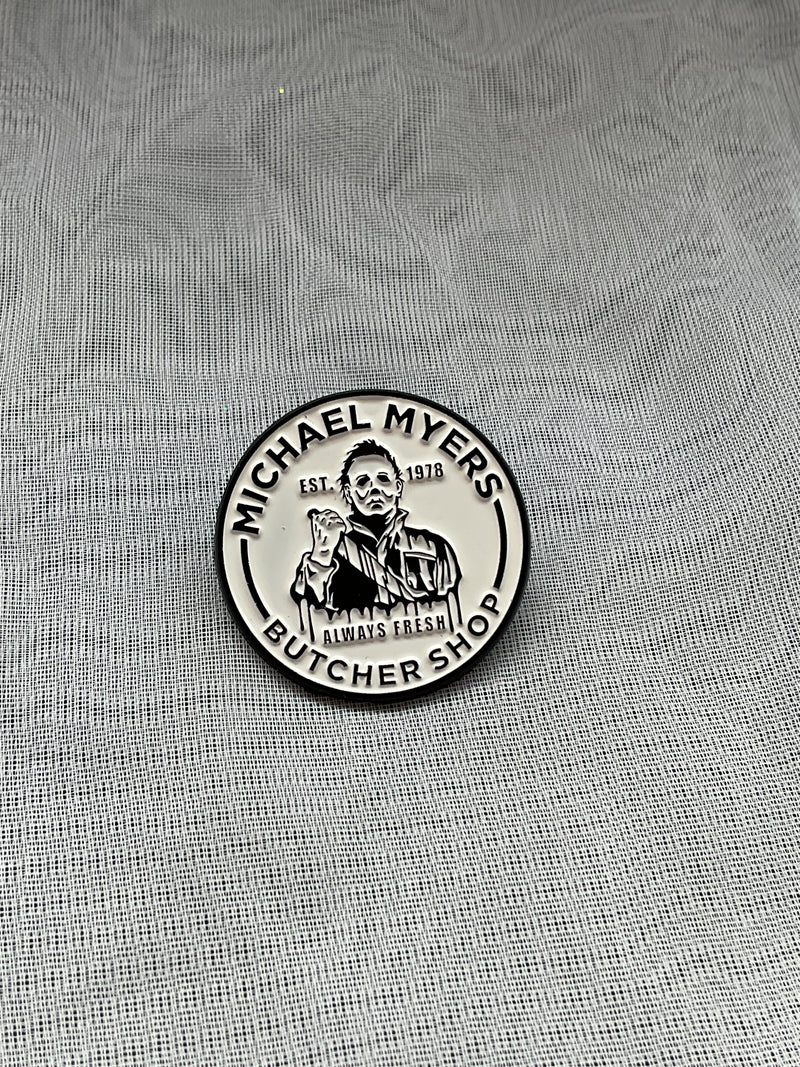 MICHAEL MYERS
EST. 1978
ALWAYS FRESH
BUTCHER SHOP